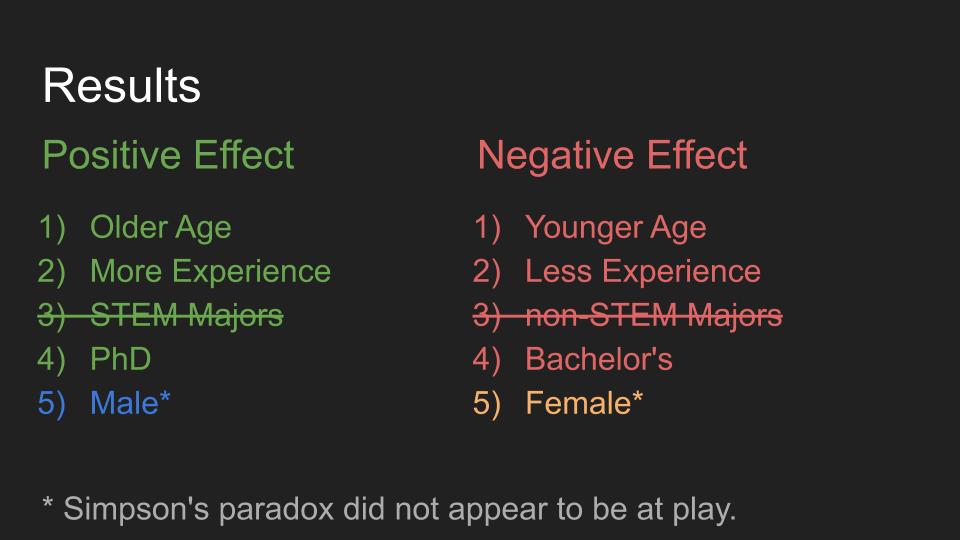 Results
Positive Effect
1) Older Age
2) More Experience
3) STEM Majors
4) PhD
5) Male*
Negative Effect
1) Younger Age
2) Less Experience
3) non-STEM Majors
4) Bachelor's
5) Female*
* Simpson's paradox did not appear to be at play.